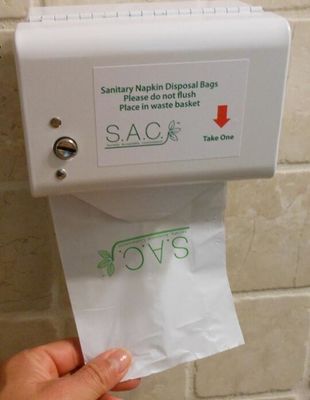 Sanitary Napkin Disposal Bags
Please do not flush
Place in waste basket
S.A.C.
Take One
S.A.C.